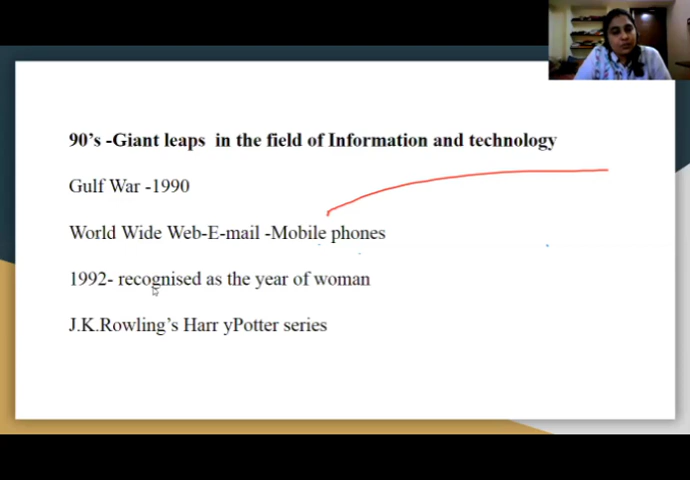 90's -Giant leaps in the field of Information and technology
Gulf War -1990
World Wide Web-E-mail -Mobile phones
1992- recognised as the year of woman
J.K.Rowling's Harr yPotter series